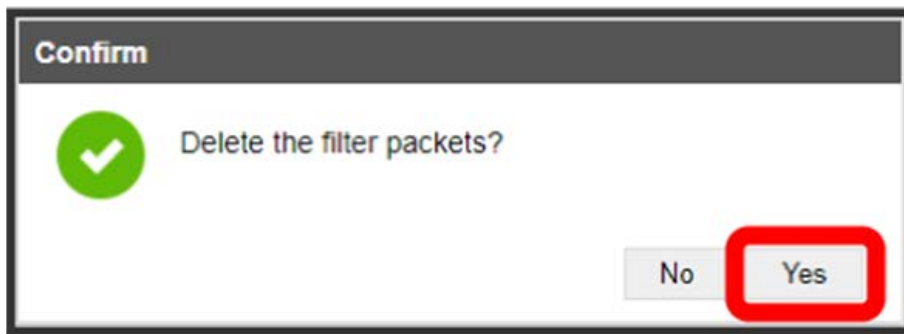 Confirm
Delete the filter packets?
No Yes